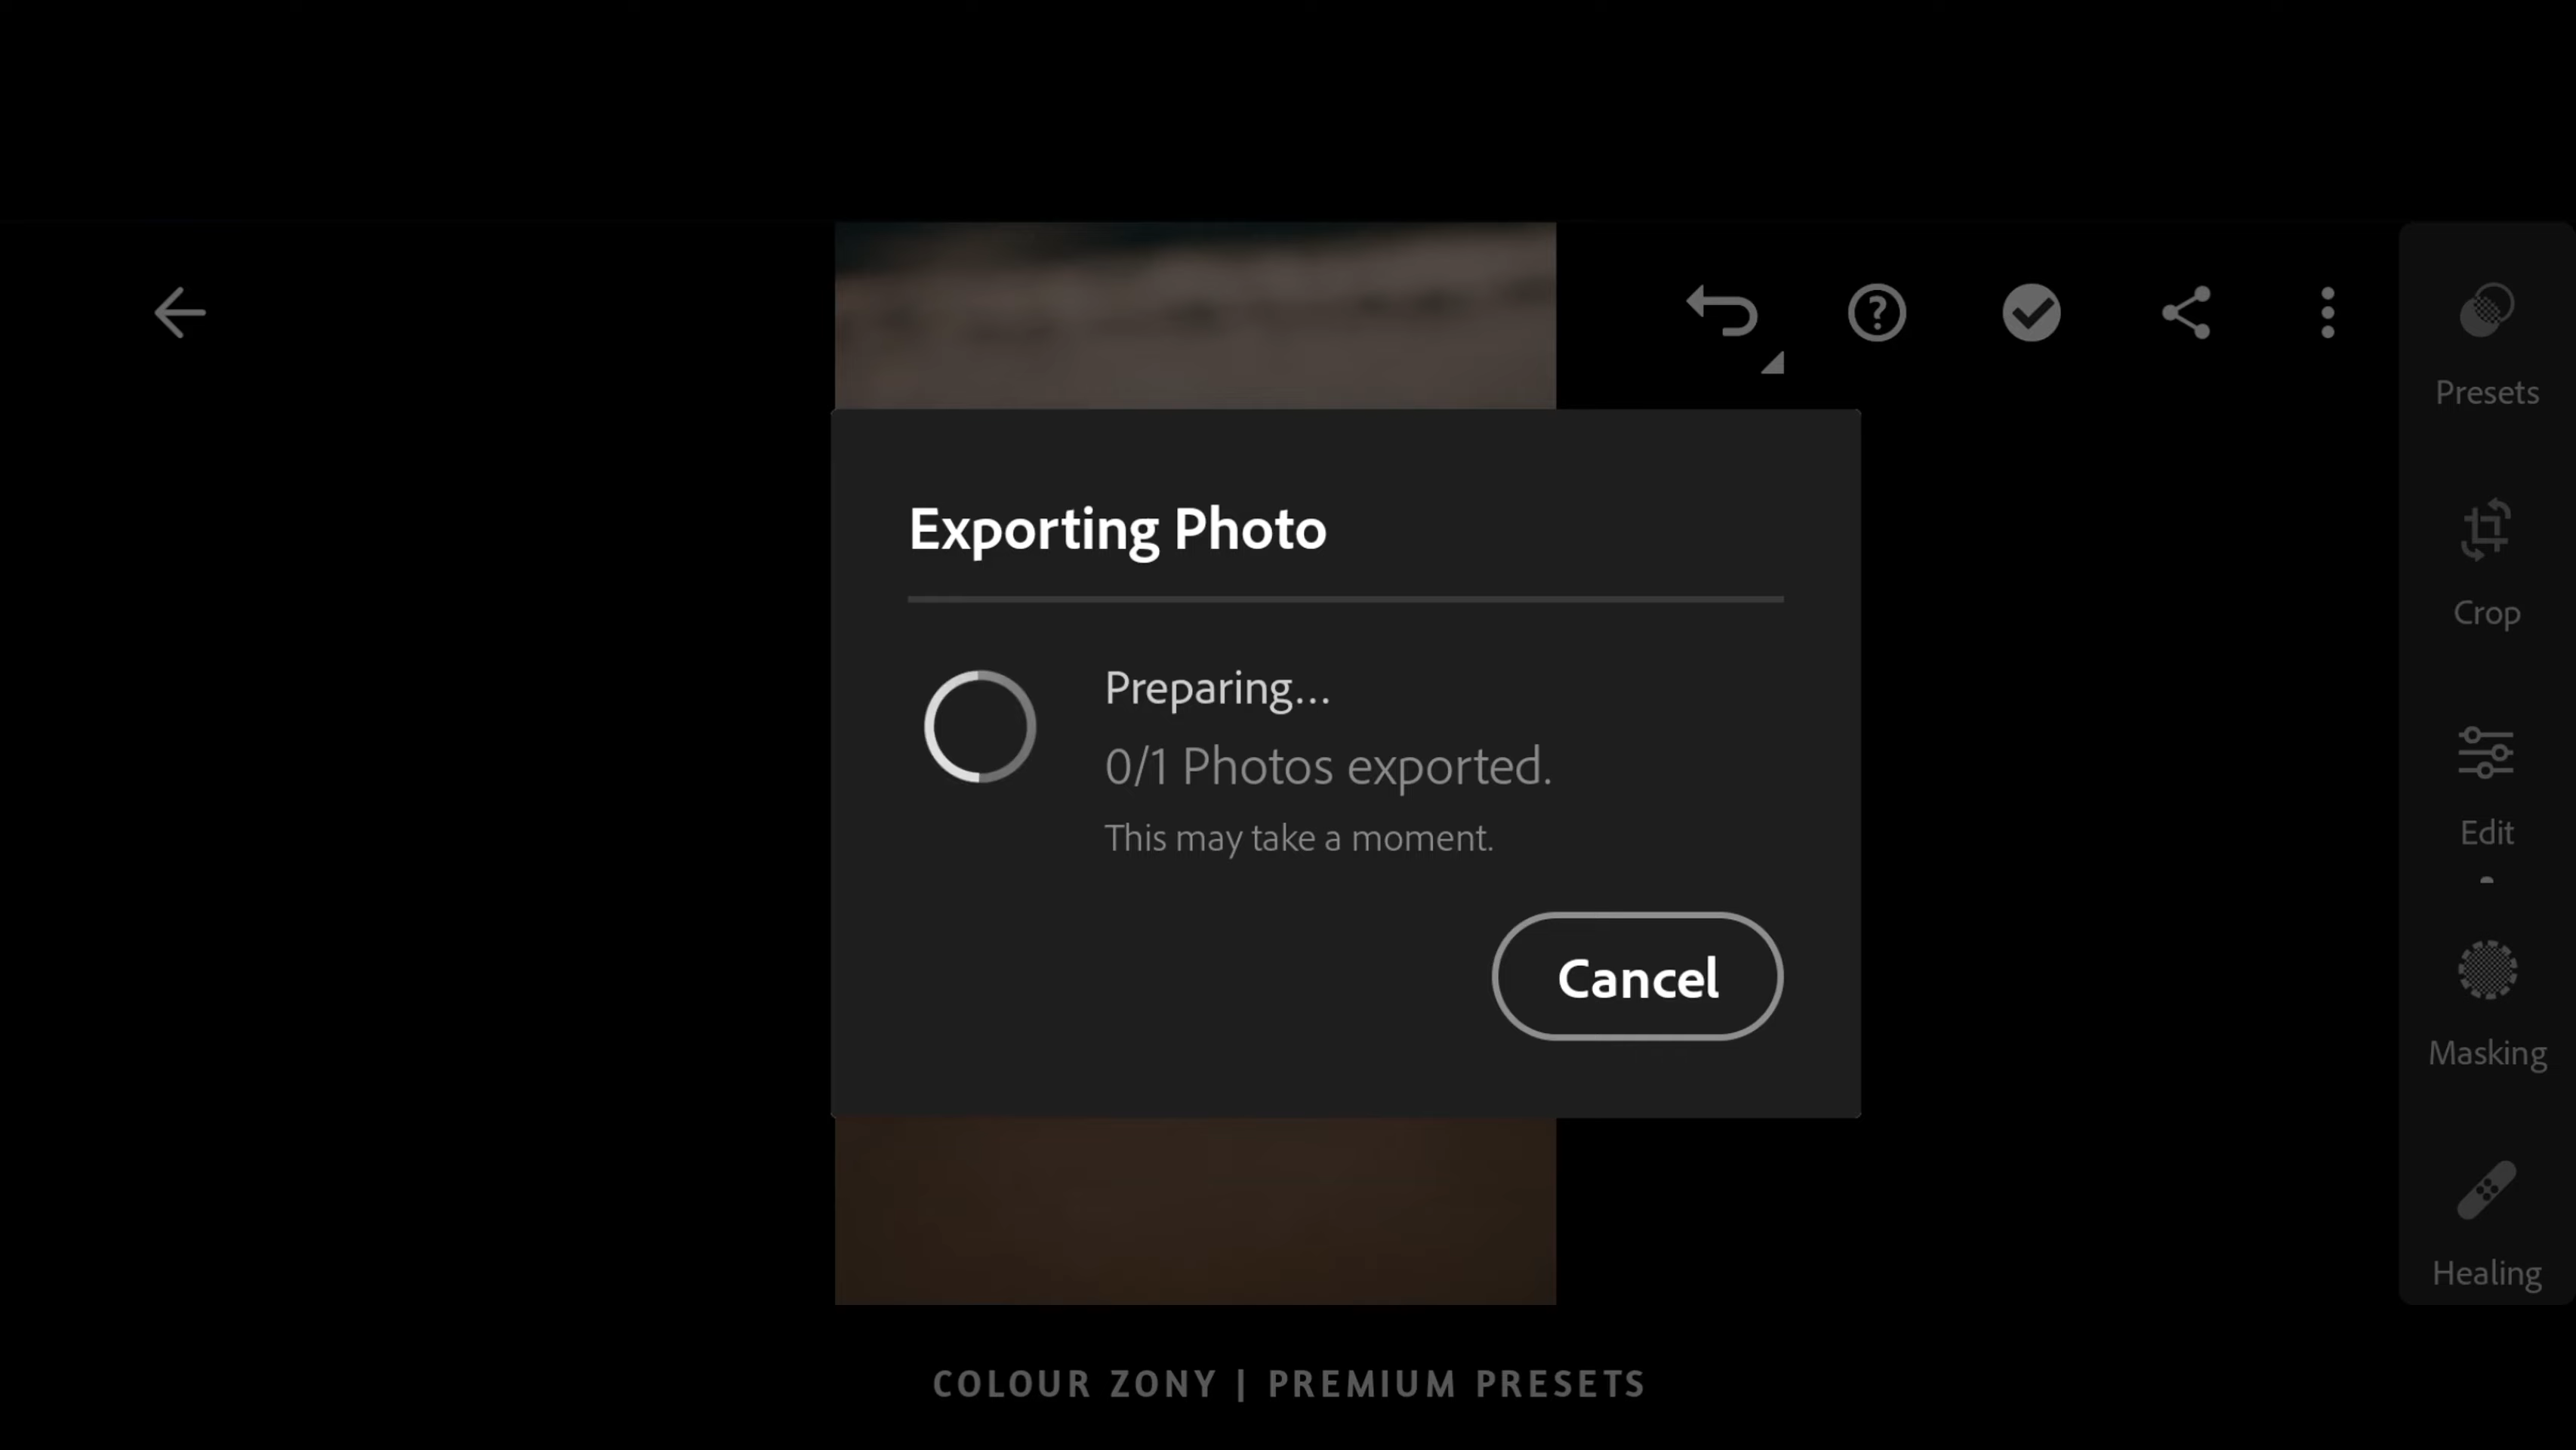 Exporting Photo
Preparing...
0/1 Photos exported.
This may take a moment.
Cancel
Presets
Crop
Edit
Masking
Healing
COLOUR ZONY | PREMIUM PRESETS